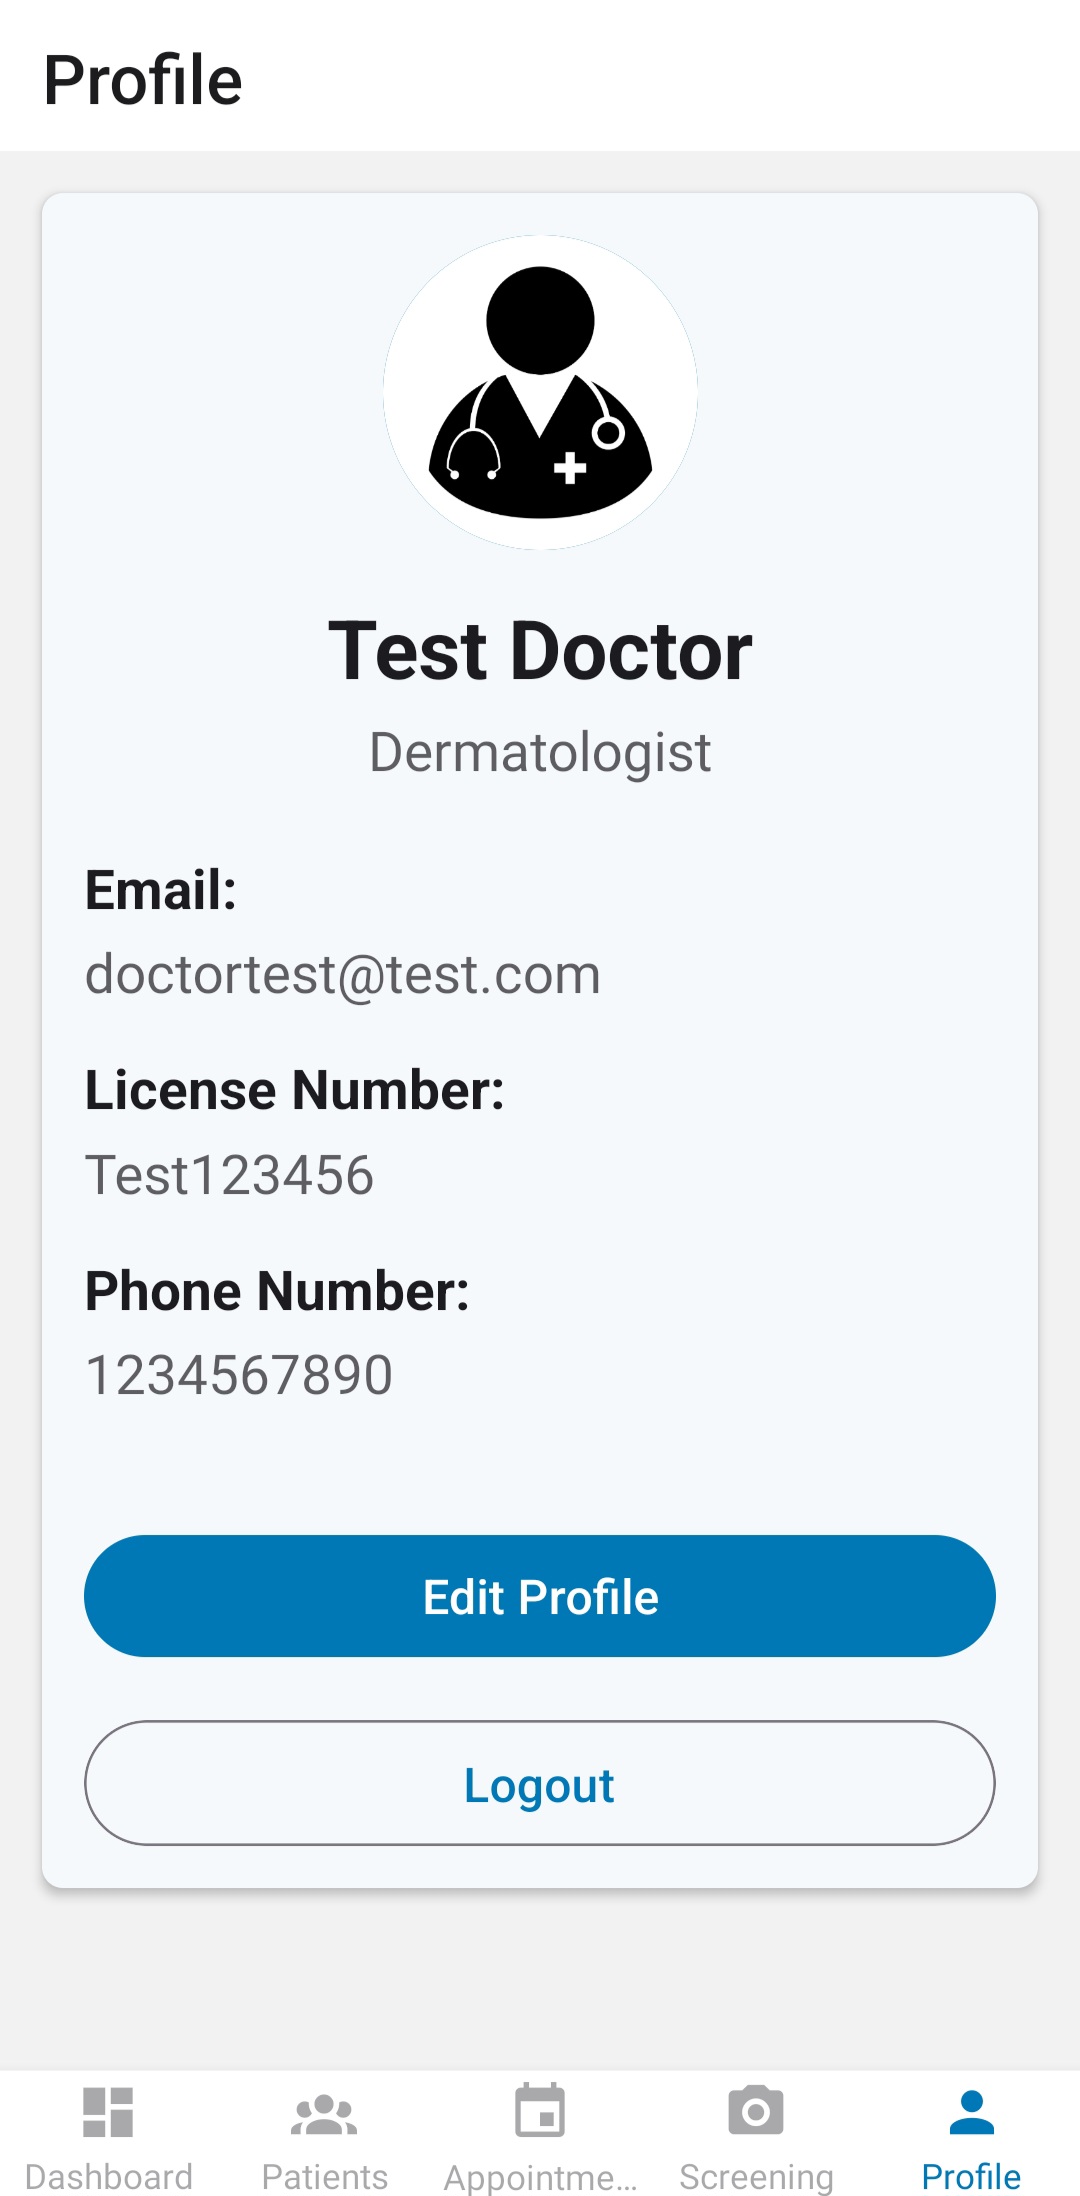 Profile
Test Doctor
Dermatologist
Email:
doctortest@test.com
License Number:
Test123456
Phone Number:
1234567890
Edit Profile
Logout
Dashboard
Patients
Appointme...
Screening
Profile